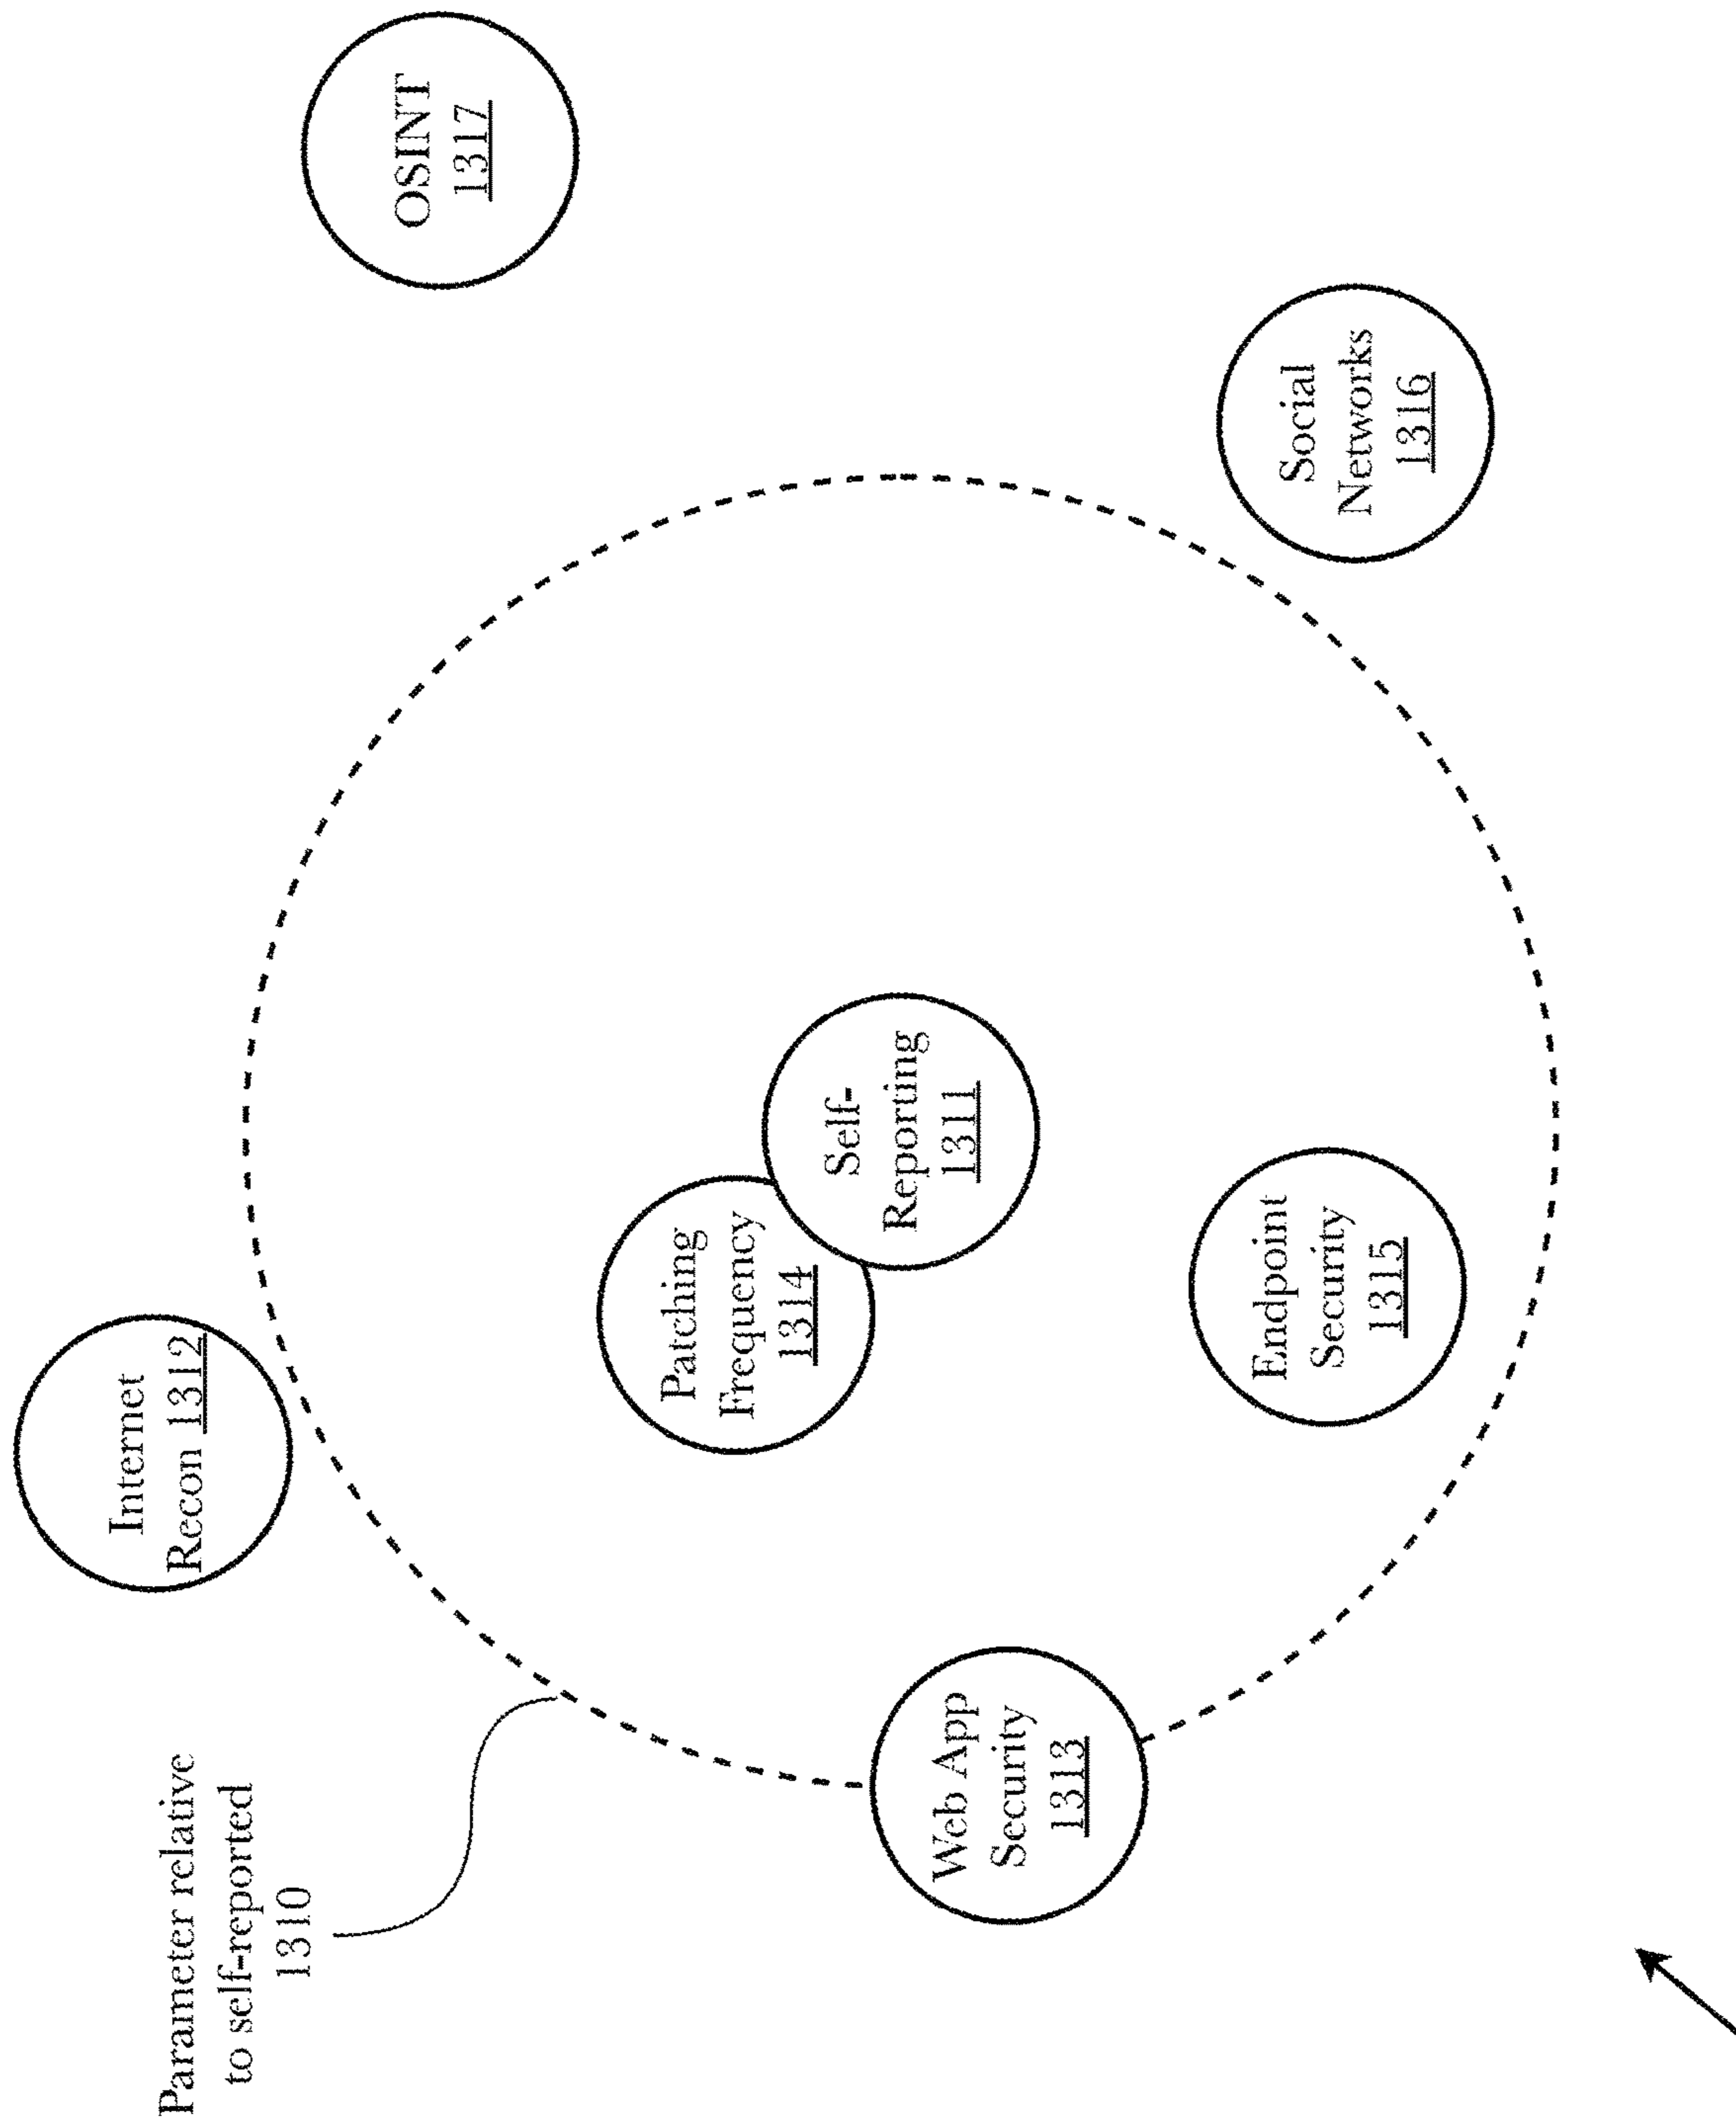 Parameter relative
to self-reported
1310
Internet
Recon 1312
OSINT
1317
Patching
Frequency
1314
Self-
Reporting
1311
Web App
Security
1313
Endpoint
Security
1315
Social
Networks
1316